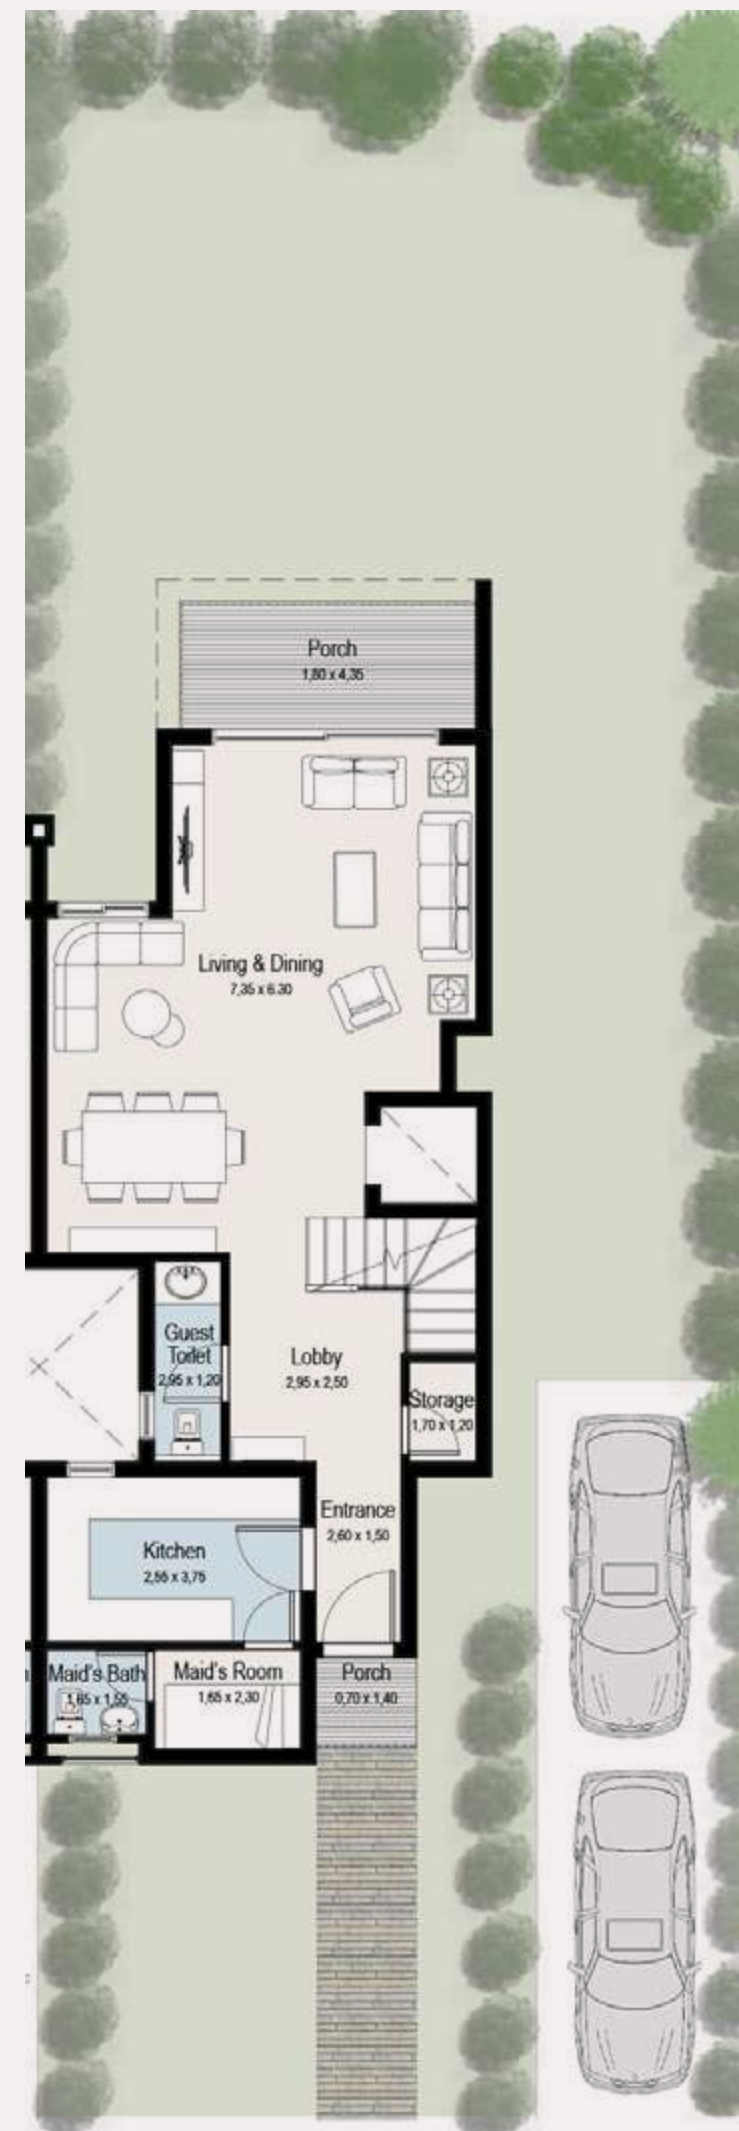 Porch
1,80 x 4,35
Living & Dining
7,35 x 6.30
Guest
Toilet
2,95 x 1,20
Lobby
2,95 x 2,50
Storage
1,70 x 1,20
Entrance
2,60 x 1,50
Kitchen
2,55 x 3,75
Maid's Bath
1,65 x 1,55
Maid's Room
1,65 x 2,30
Porch
0,70 x 1,40